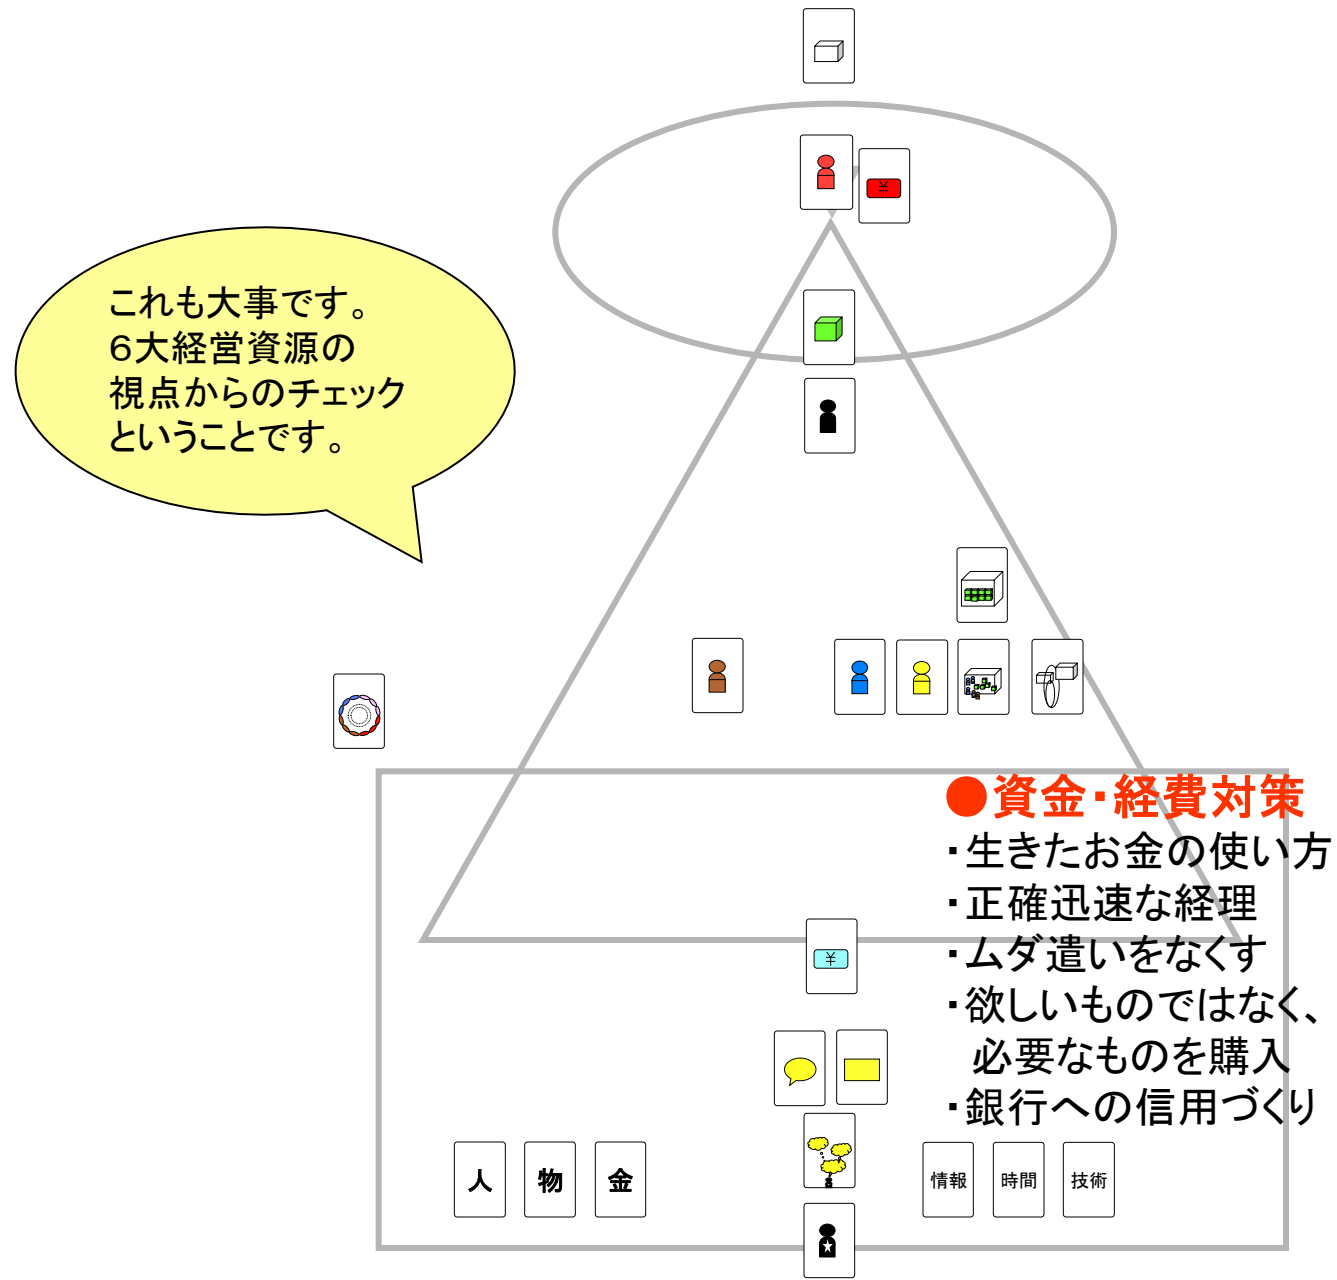 ¥
これも大事です。
６大経営資源の
視点からのチェック
ということです。
●資金・経費対策
・生きたお金の使い方
・正確迅速な経理
・ムダ遣いをなくす
・欲しいものではなく、
必要なものを購入
・銀行への信用づくり
¥
人
物
金
情報
時間
技術